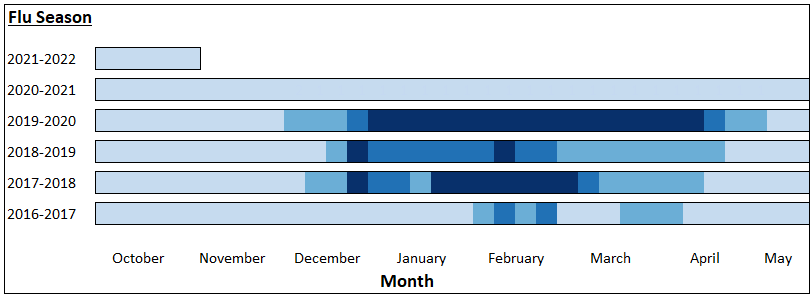 Flu Season
2021-2022
2020-2021
2019-2020
2018-2019
2017-2018
2016-2017
October November December January February March April May
Month